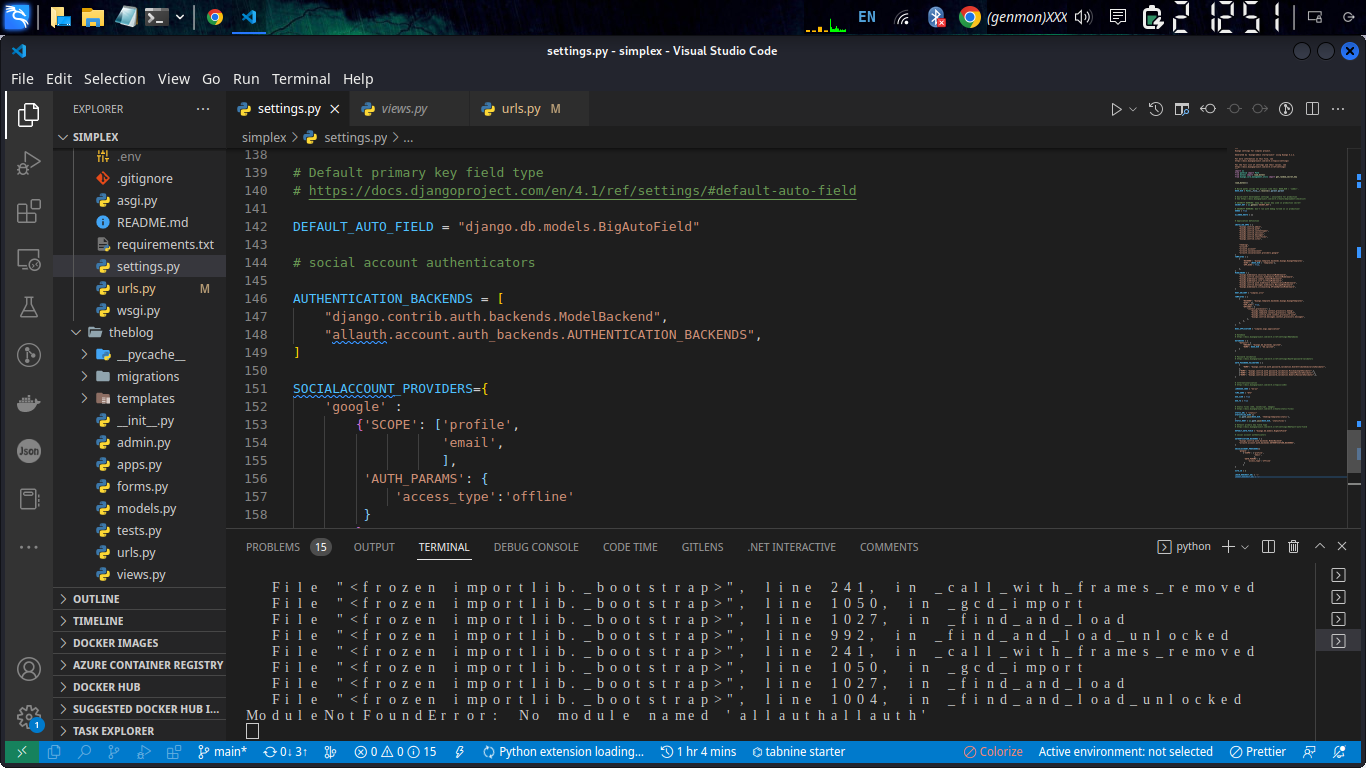 EN
(genmon)XXX
2 12:51
settings.py - simplex - Visual Studio Code
File Edit Selection View Go Run Terminal Help
EXPLORER
settings.py
views.py
urls.py M
SIMPLEX
simplex > settings.py > ...
.env
.gitignore
asgi.py
README.md
requirements.txt
settings.py
urls.py M
wsgi.py
theblog
__pycache__
migrations
templates
__init__.py
admin.py
apps.py
forms.py
models.py
tests.py
urls.py
views.py
OUTLINE
TIMELINE
DOCKER IMAGES
AZURE CONTAINER REGISTRY
DOCKER HUB
SUGGESTED DOCKER HUB I...
TASK EXPLORER
Json
1
138
139 # Default primary key field type
140 # https://docs.djangoproject.com/en/4.1/ref/settings/#default-auto-field
141
142 DEFAULT_AUTO_FIELD = "django.db.models.BigAutoField"
143
144 # social account authenticators
145
146 AUTHENTICATION_BACKENDS = [
147 "django.contrib.auth.backends.ModelBackend",
148 "allauth.account.auth_backends.AUTHENTICATION_BACKENDS",
149 ]
150
151 SOCIALACCOUNT_PROVIDERS={
152 'google' :
153 {'SCOPE': ['profile',
154 'email',
155 ],
156 'AUTH_PARAMS': {
157 'access_type':'offline'
158 }
PROBLEMS 15 OUTPUT TERMINAL DEBUG CONSOLE CODE TIME GITLENS .NET INTERACTIVE COMMENTS
python
File "<frozen importlib._bootstrap>", line 241, in _call_with_frames_removed
File "<frozen importlib._bootstrap>", line 1050, in _gcd_import
File "<frozen importlib._bootstrap>", line 1027, in _find_and_load
File "<frozen importlib._bootstrap>", line 992, in _find_and_load_unlocked
File "<frozen importlib._bootstrap>", line 241, in _call_with_frames_removed
File "<frozen importlib._bootstrap>", line 1050, in _gcd_import
File "<frozen importlib._bootstrap>", line 1027, in _find_and_load
File "<frozen importlib._bootstrap>", line 1004, in _find_and_load_unlocked
ModuleNotFoundError: No module named 'allauthallauth'
main* 0↓ 3↑ 0 0 15 Python extension loading... 1 hr 4 mins tabnine starter Colorize Active environment: not selected Prettier